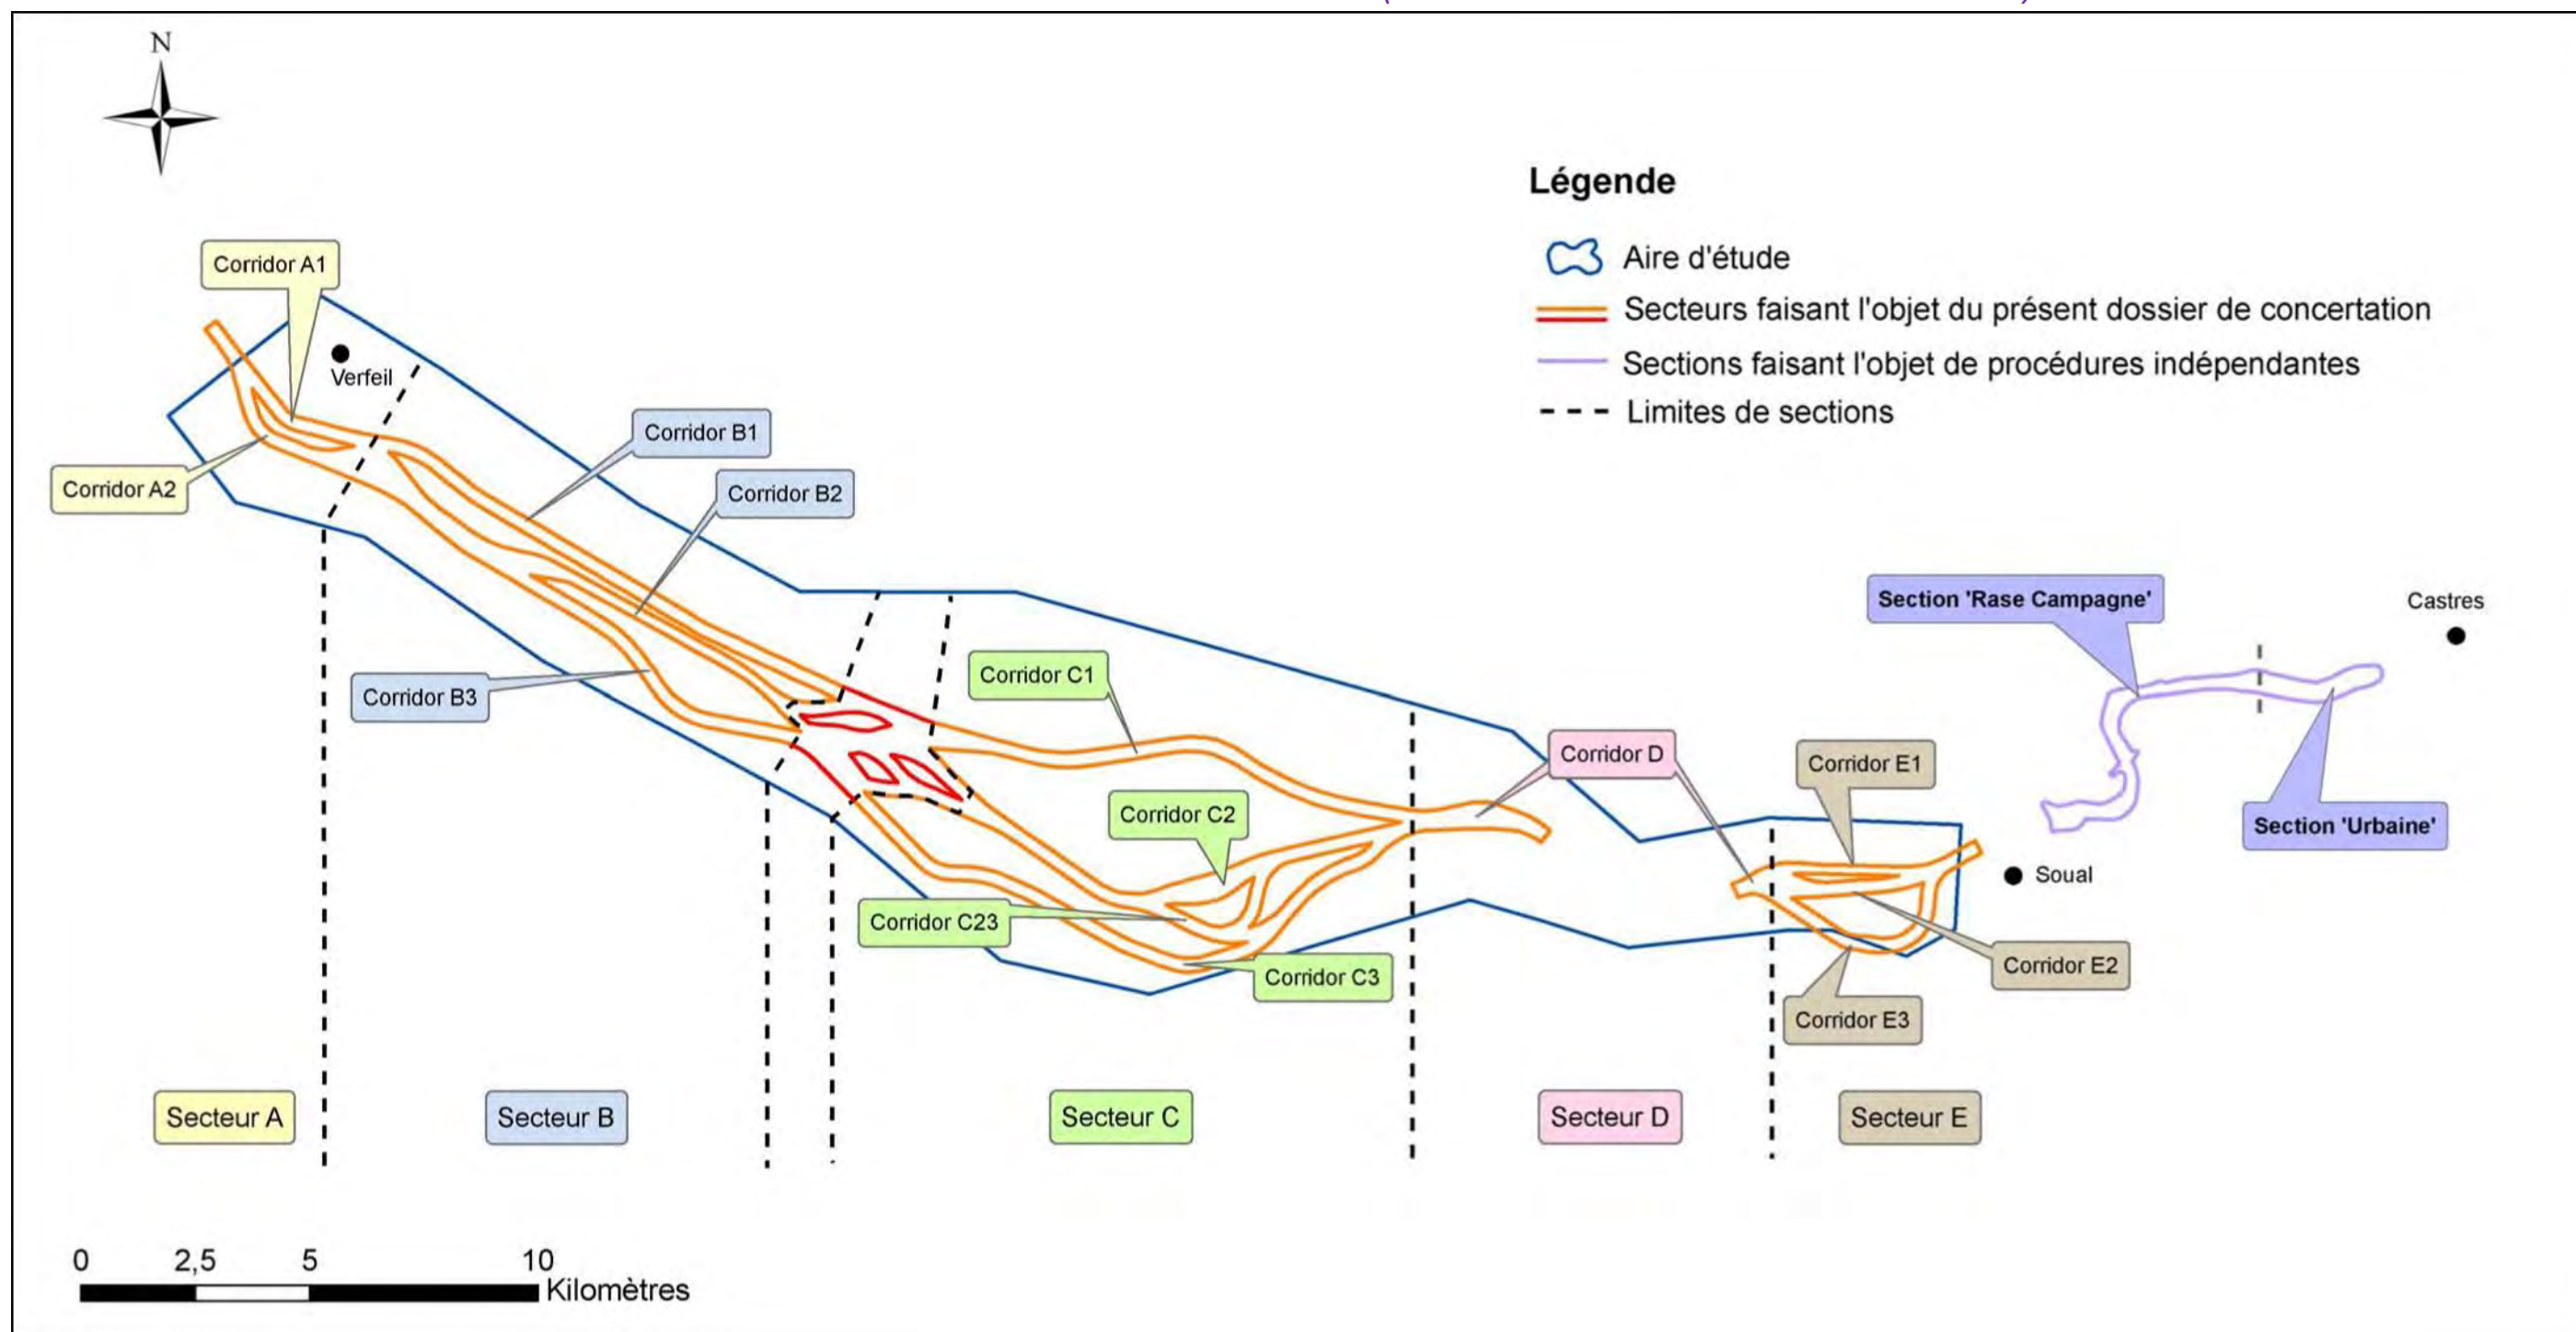 N
Légende
Aire d'étude
Secteurs faisant l'objet du présent dossier de concertation
Sections faisant l'objet de procédures indépendantes
Limites de sections
Corridor A1
Verfeil
Corridor A2
Corridor B1
Corridor B2
Corridor B3
Corridor C1
Corridor C2
Corridor C23
Corridor C3
Corridor D
Corridor E1
Corridor E2
Corridor E3
Section 'Rase Campagne'
Castres
Section 'Urbaine'
Soual
Secteur A
Secteur B
Secteur C
Secteur D
Secteur E
0 2,5 5 10
Kilomètres